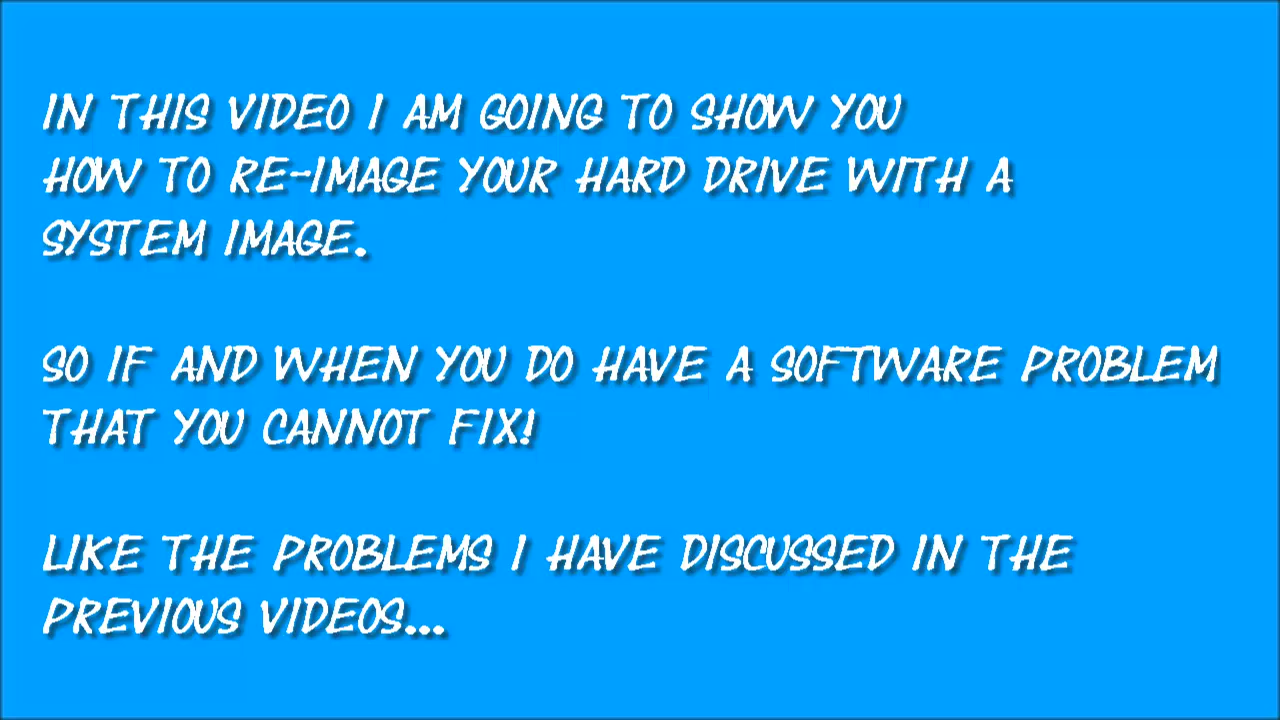 IN THIS VIDEO I AM GOING TO SHOW YOU
HOW TO RE-IMAGE YOUR HARD DRIVE WITH A
SYSTEM IMAGE.
SO IF AND WHEN YOU DO HAVE A SOFTWARE PROBLEM
THAT YOU CANNOT FIX!
LIKE THE PROBLEMS I HAVE DISCUSSED IN THE
PREVIOUS VIDEOS...